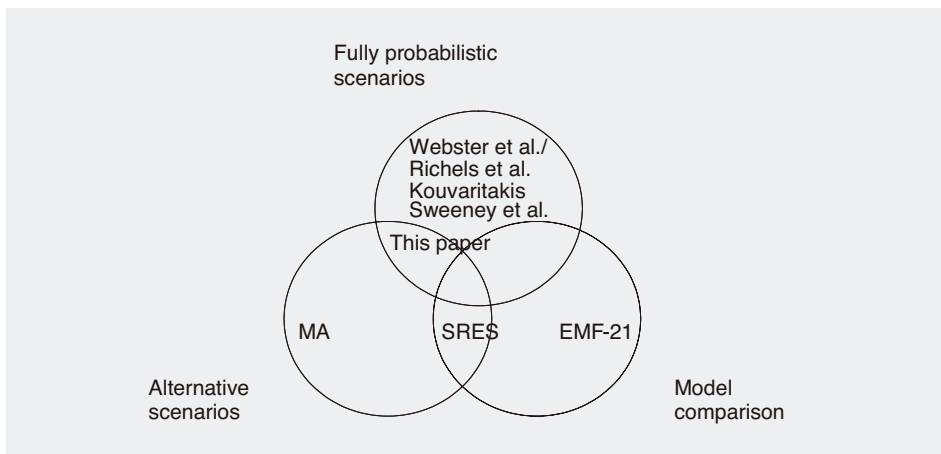 Fully probabilistic
scenarios
Webster et al./
Richels et al.
Kouvaritakis
Sweeney et al.
This paper
MA
SRES
EMF-21
Alternative
scenarios
Model
comparison